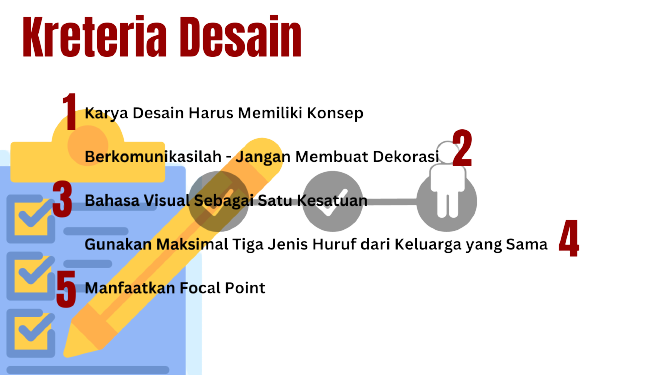 Kreteria Desain
1 Karya Desain Harus Memiliki Konsep
Berkomunikasilah - Jangan Membuat Dekorasi 2
3 Bahasa Visual Sebagai Satu Kesatuan
Gunakan Maksimal Tiga Jenis Huruf dari Keluarga yang Sama 4
5 Manfaatkan Focal Point